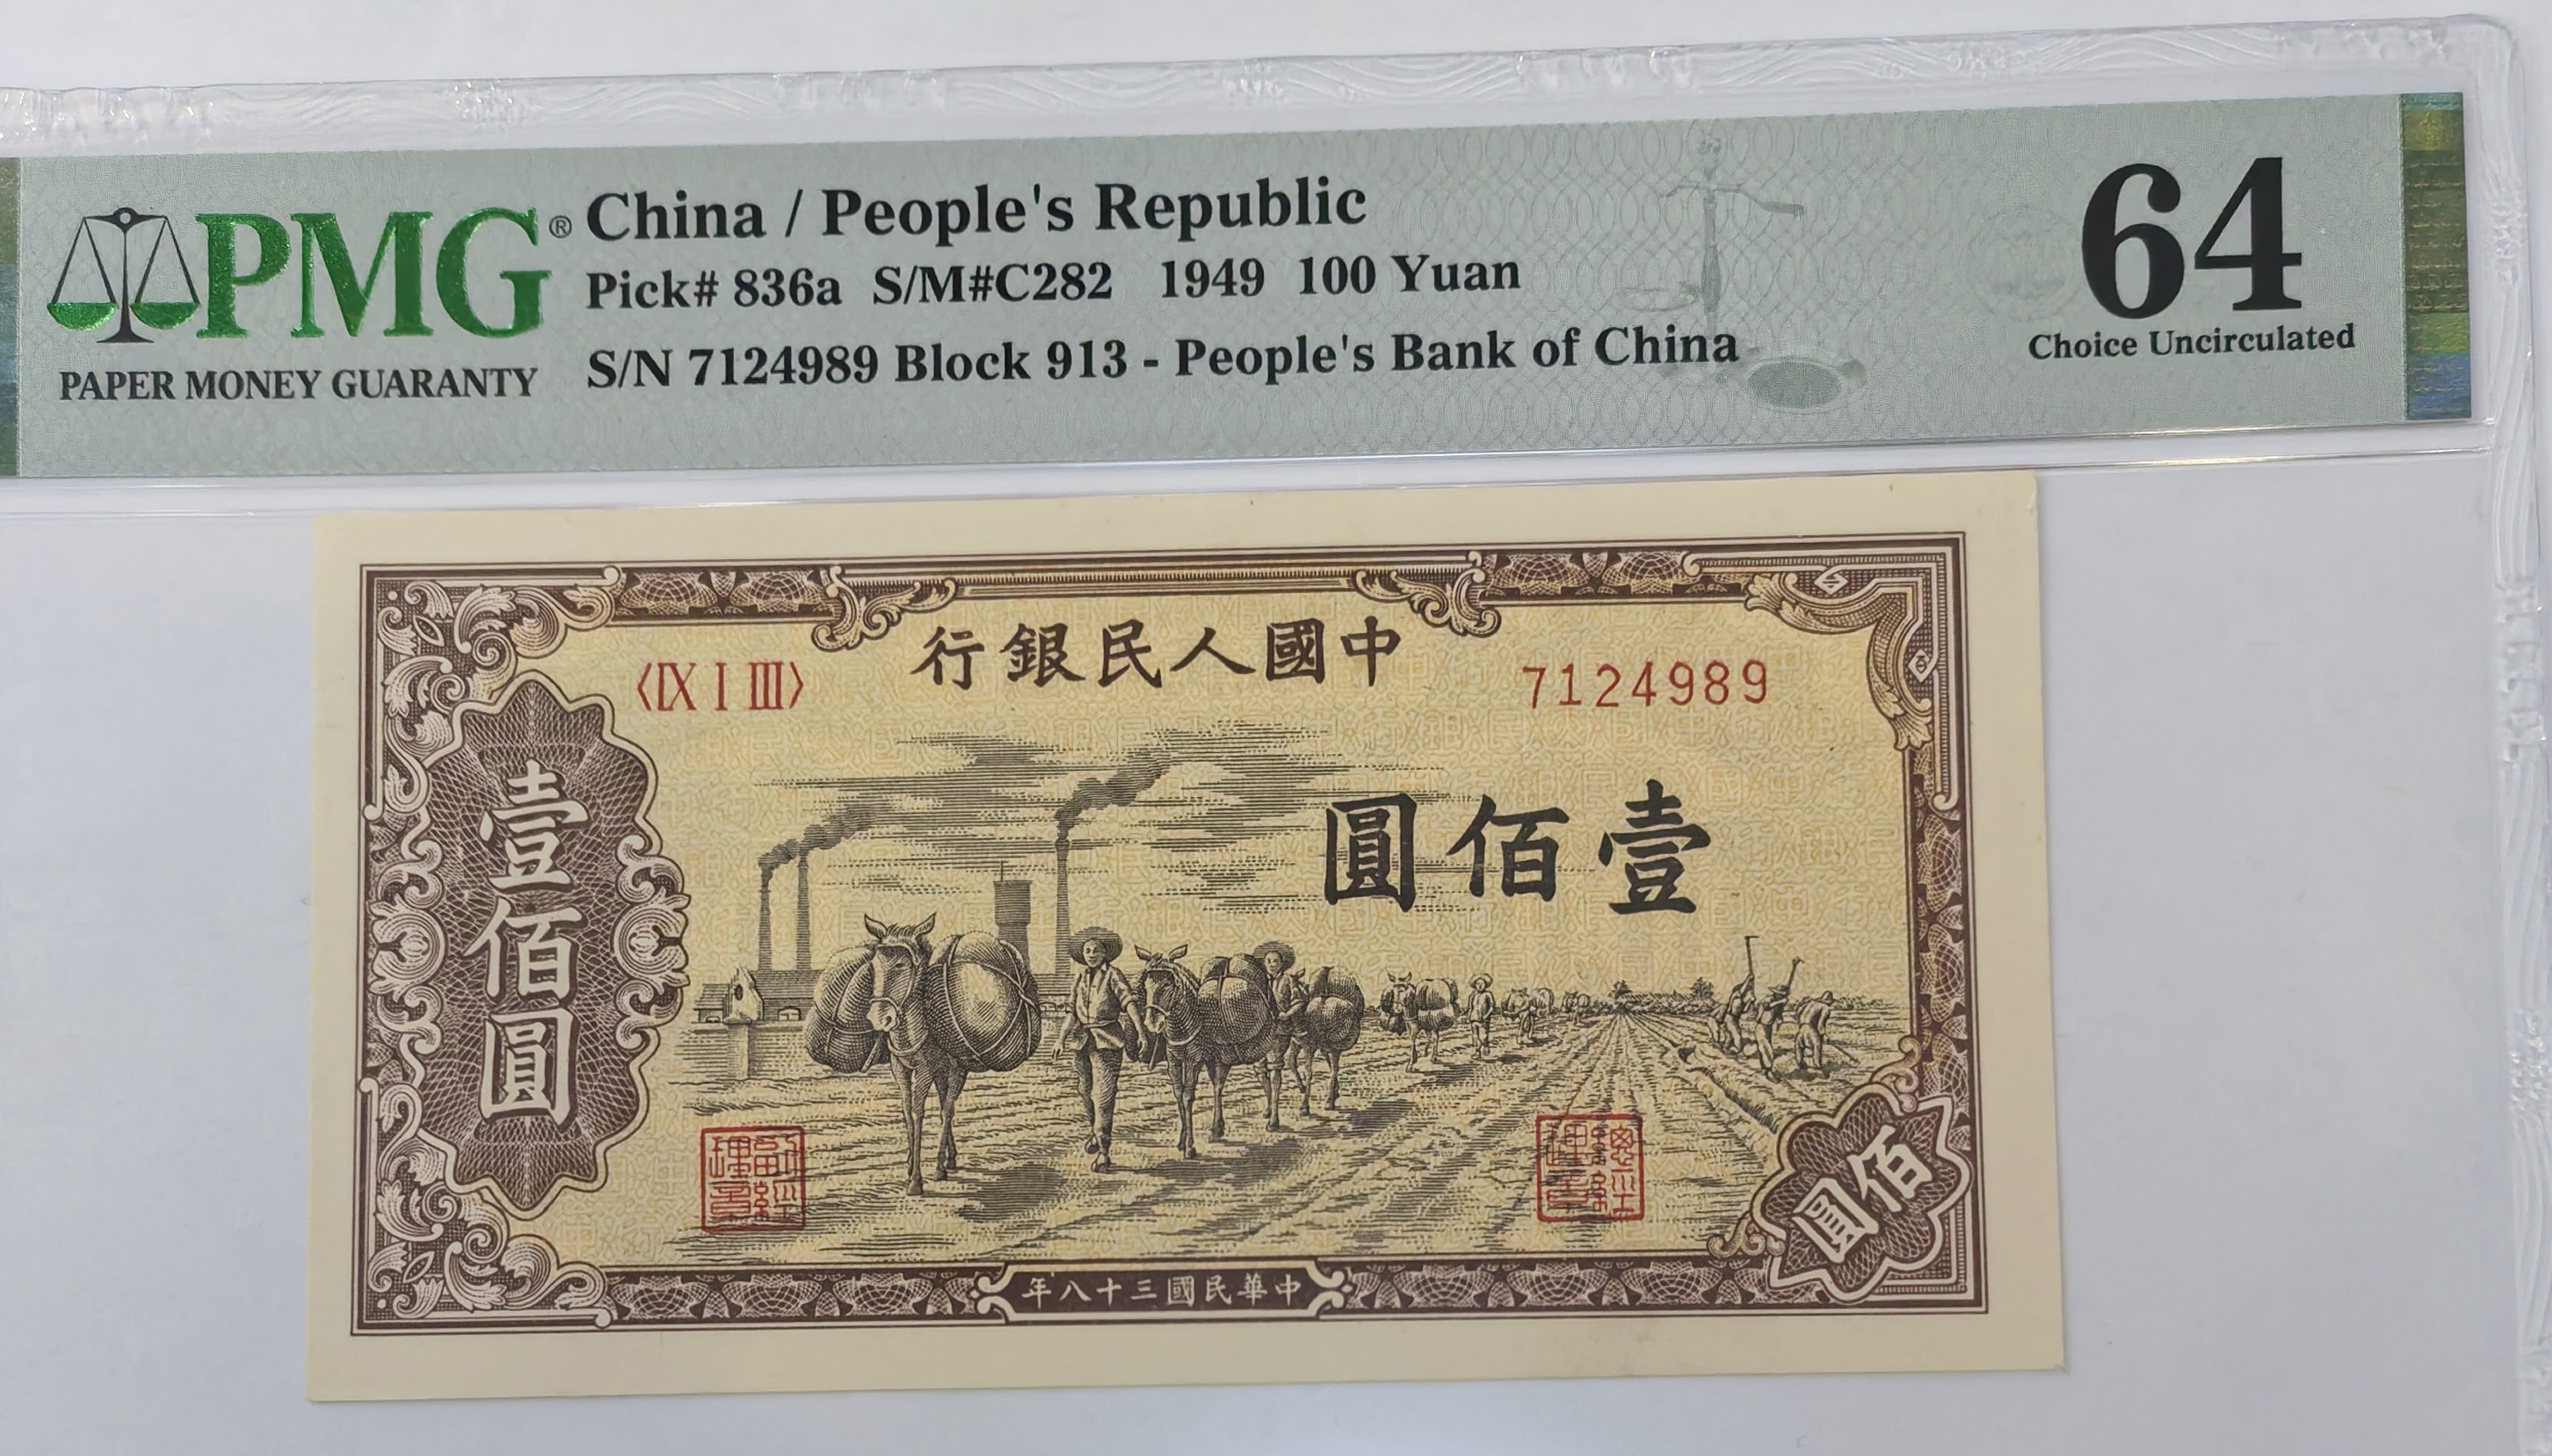 PMG®
PAPER MONEY GUARANTY
China / People's Republic
Pick# 836a S/M#C282 1949 100 Yuan
S/N 7124989 Block 913 - People's Bank of China
64
Choice Uncirculated
行銀民人國中
〈IX I III〉
7124989
圓佰壹
壹佰圓
佰圓
年八十三國民華中